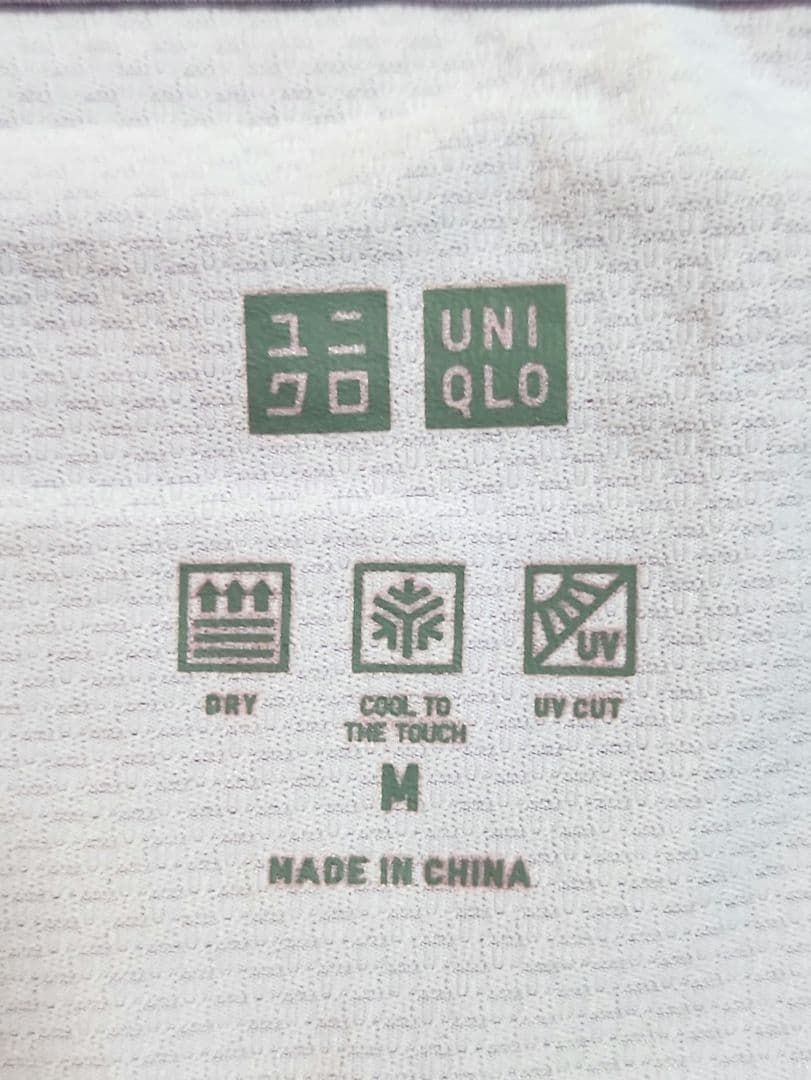 ユニ
クロ
UNI
QLO
UV
DRY
COOL TO
THE TOUCH
UV CUT
M
MADE IN CHINA